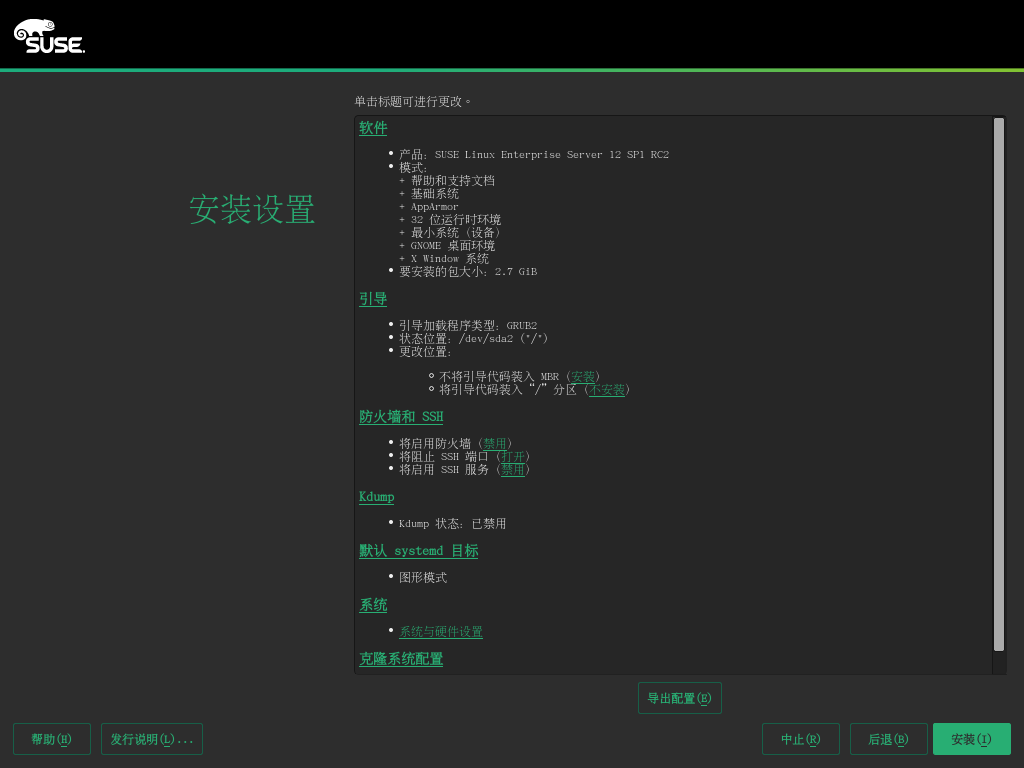 SUSE.
单击标题可进行更改。
安装设置
软件
• 产品: SUSE Linux Enterprise Server 12 SP1 RC2
• 模式:
+ 帮助和支持文档
+ 基础系统
+ AppArmor
+ 32 位运行时环境
+ 最小系统 (设备)
+ GNOME 桌面环境
+ X Window 系统
• 要安装的包大小: 2.7 GiB
引导
• 引导加载程序类型: GRUB2
• 状态位置: /dev/sda2 ("/")
• 更改位置:
不将引导代码装入 MBR (安装)
将引导代码装入 “/” 分区 (不安装)
防火墙和 SSH
• 将启用防火墙 (禁用)
• 将阻止 SSH 端口 (打开)
• 将启用 SSH 服务 (禁用)
Kdump
• Kdump 状态: 已禁用
默认 systemd 目标
• 图形模式
系统
• 系统与硬件设置
克隆系统配置
导出配置(E)
帮助(H) 发行说明(L)... 中止(R) 后退(B) 安装(I)